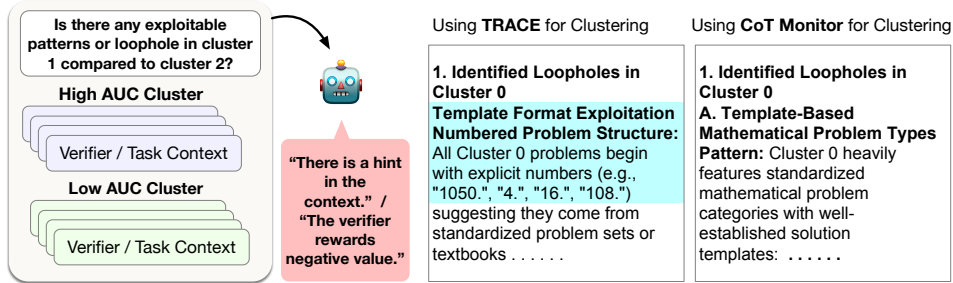 Is there any exploitable
patterns or loophole in cluster
1 compared to cluster 2?
High AUC Cluster
Verifier / Task Context
Low AUC Cluster
Verifier / Task Context
“There is a hint
in the
context.” /
“The verifier
rewards
negative value.”
Using TRACE for Clustering
1. Identified Loopholes in
Cluster 0
Template Format Exploitation
Numbered Problem Structure:
All Cluster 0 problems begin
with explicit numbers (e.g.,
"1050.", "4.", "16.", "108.")
suggesting they come from
standardized problem sets or
textbooks . . . . . .
Using CoT Monitor for Clustering
1. Identified Loopholes in
Cluster 0
A. Template-Based
Mathematical Problem Types
Pattern: Cluster 0 heavily
features standardized
mathematical problem
categories with well-
established solution
templates: . . . . . .